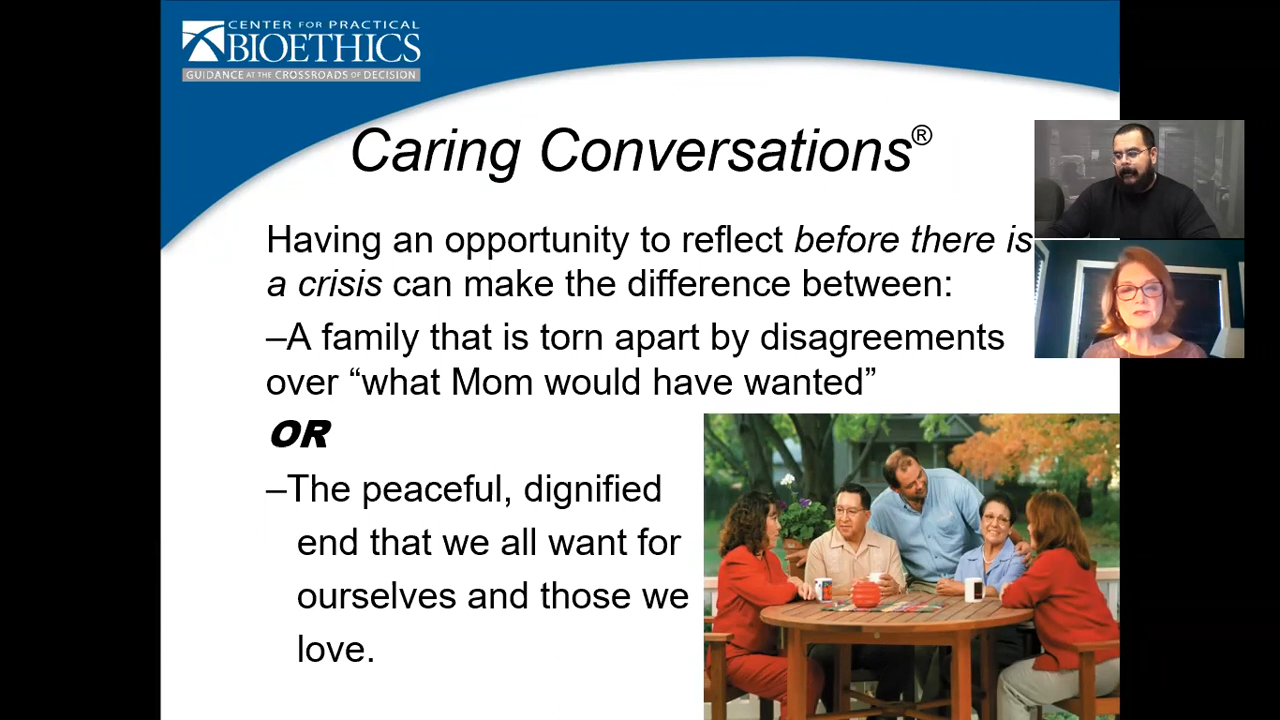 CENTER FOR PRACTICAL
BIOETHICS
GUIDANCE AT THE CROSSROADS OF DECISION
Caring Conversations®
Having an opportunity to reflect before there is
a crisis can make the difference between:
–A family that is torn apart by disagreements
over “what Mom would have wanted”
OR
–The peaceful, dignified
end that we all want for
ourselves and those we
love.